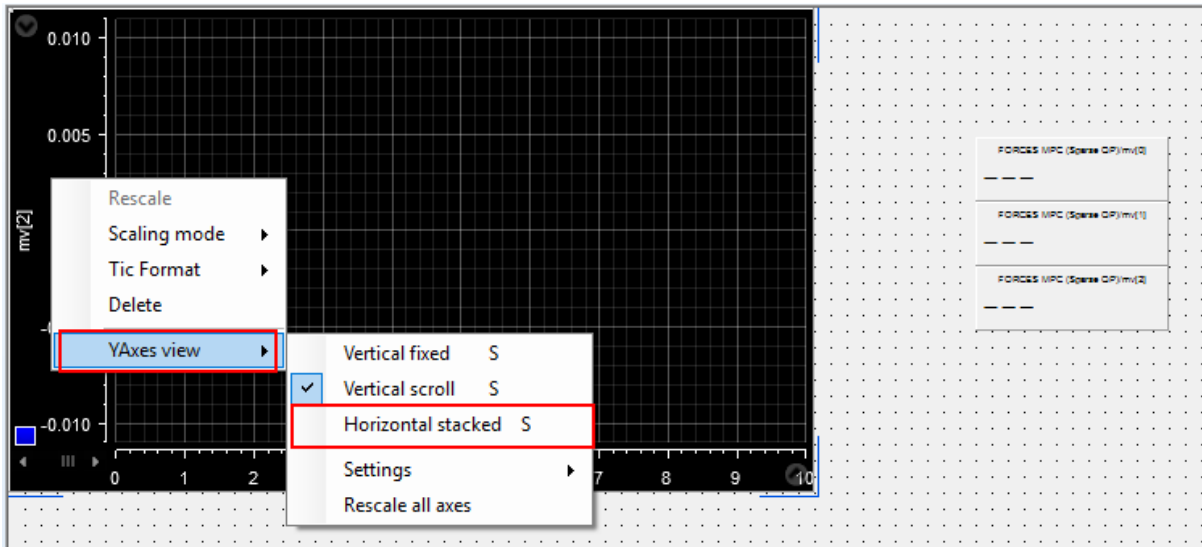 0.010
0.005
mv[2]
-0.010
0 1 2 7 8 9 10
Rescale
Scaling mode
Tic Format
Delete
YAxes view
Vertical fixed S
Vertical scroll S
Horizontal stacked S
Settings
Rescale all axes
FORCES MPC (Sparse QP)/mv[0]
FORCES MPC (Sparse QP)/mv[1]
FORCES MPC (Sparse QP)/mv[2]